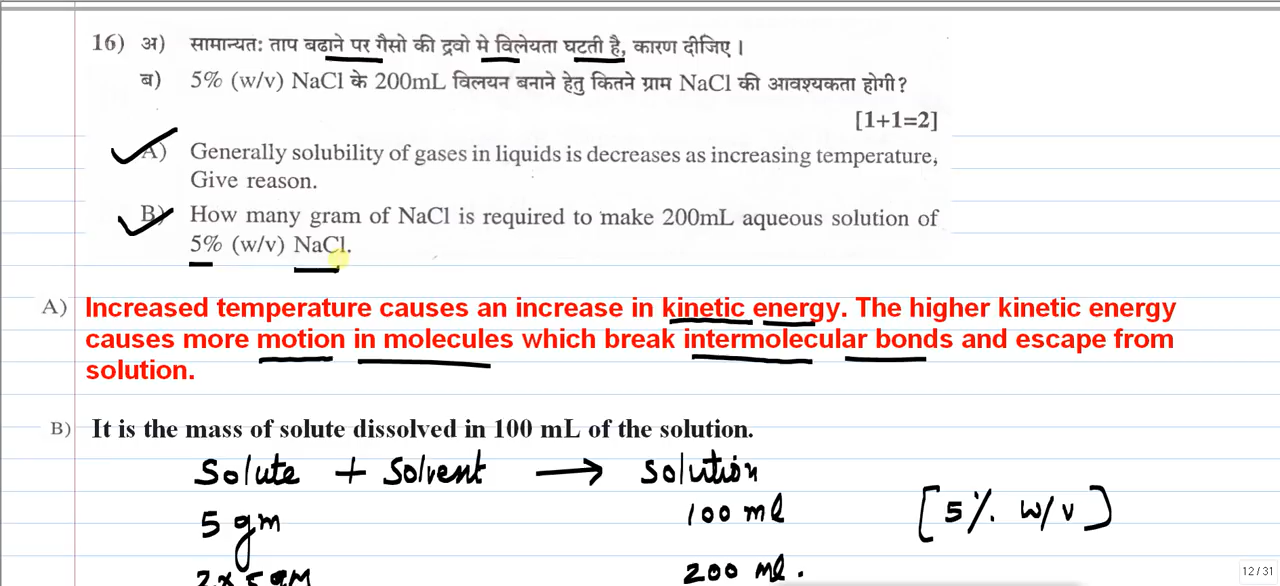 16) अ) सामान्यतः ताप बढाने पर गैसो की द्रवो मे विलेयता घटती है, कारण दीजिए।
ब) 5% (w/v) NaCl के 200mL विलयन बनाने हेतु कितने ग्राम NaCl की आवश्यकता होगी?
[1+1=2]
A) Generally solubility of gases in liquids is decreases as increasing temperature,
Give reason.
B) How many gram of NaCl is required to make 200mL aqueous solution of
5% (w/v) NaCl.
A) Increased temperature causes an increase in kinetic energy. The higher kinetic energy
causes more motion in molecules which break intermolecular bonds and escape from
solution.
B) It is the mass of solute dissolved in 100 mL of the solution.
Solute + Solvent → Solution
5 gm 100 ml [5% w/v]
2 x 5 gm 200 ml.
12 / 31